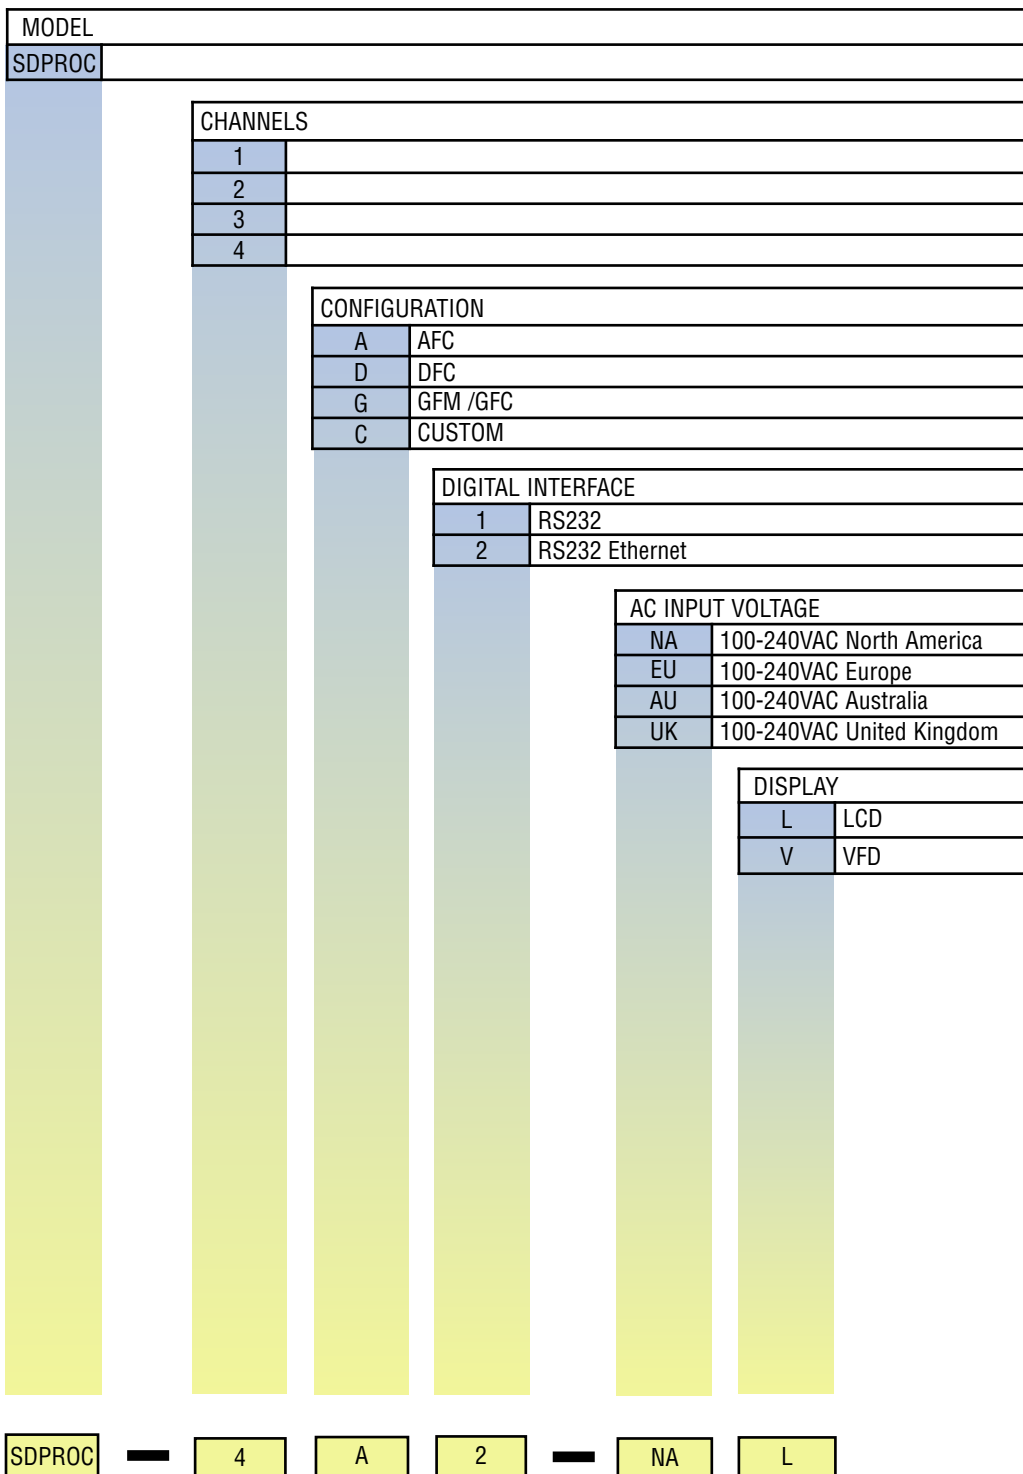 MODEL
SDPROC
CHANNELS
1
2
3
4
CONFIGURATION
A AFC
D DFC
G GFM /GFC
C CUSTOM
DIGITAL INTERFACE
1 RS232
2 RS232 Ethernet
AC INPUT VOLTAGE
NA 100-240VAC North America
EU 100-240VAC Europe
AU 100-240VAC Australia
UK 100-240VAC United Kingdom
DISPLAY
L LCD
V VFD
SDPROC — 4 A 2 — NA L